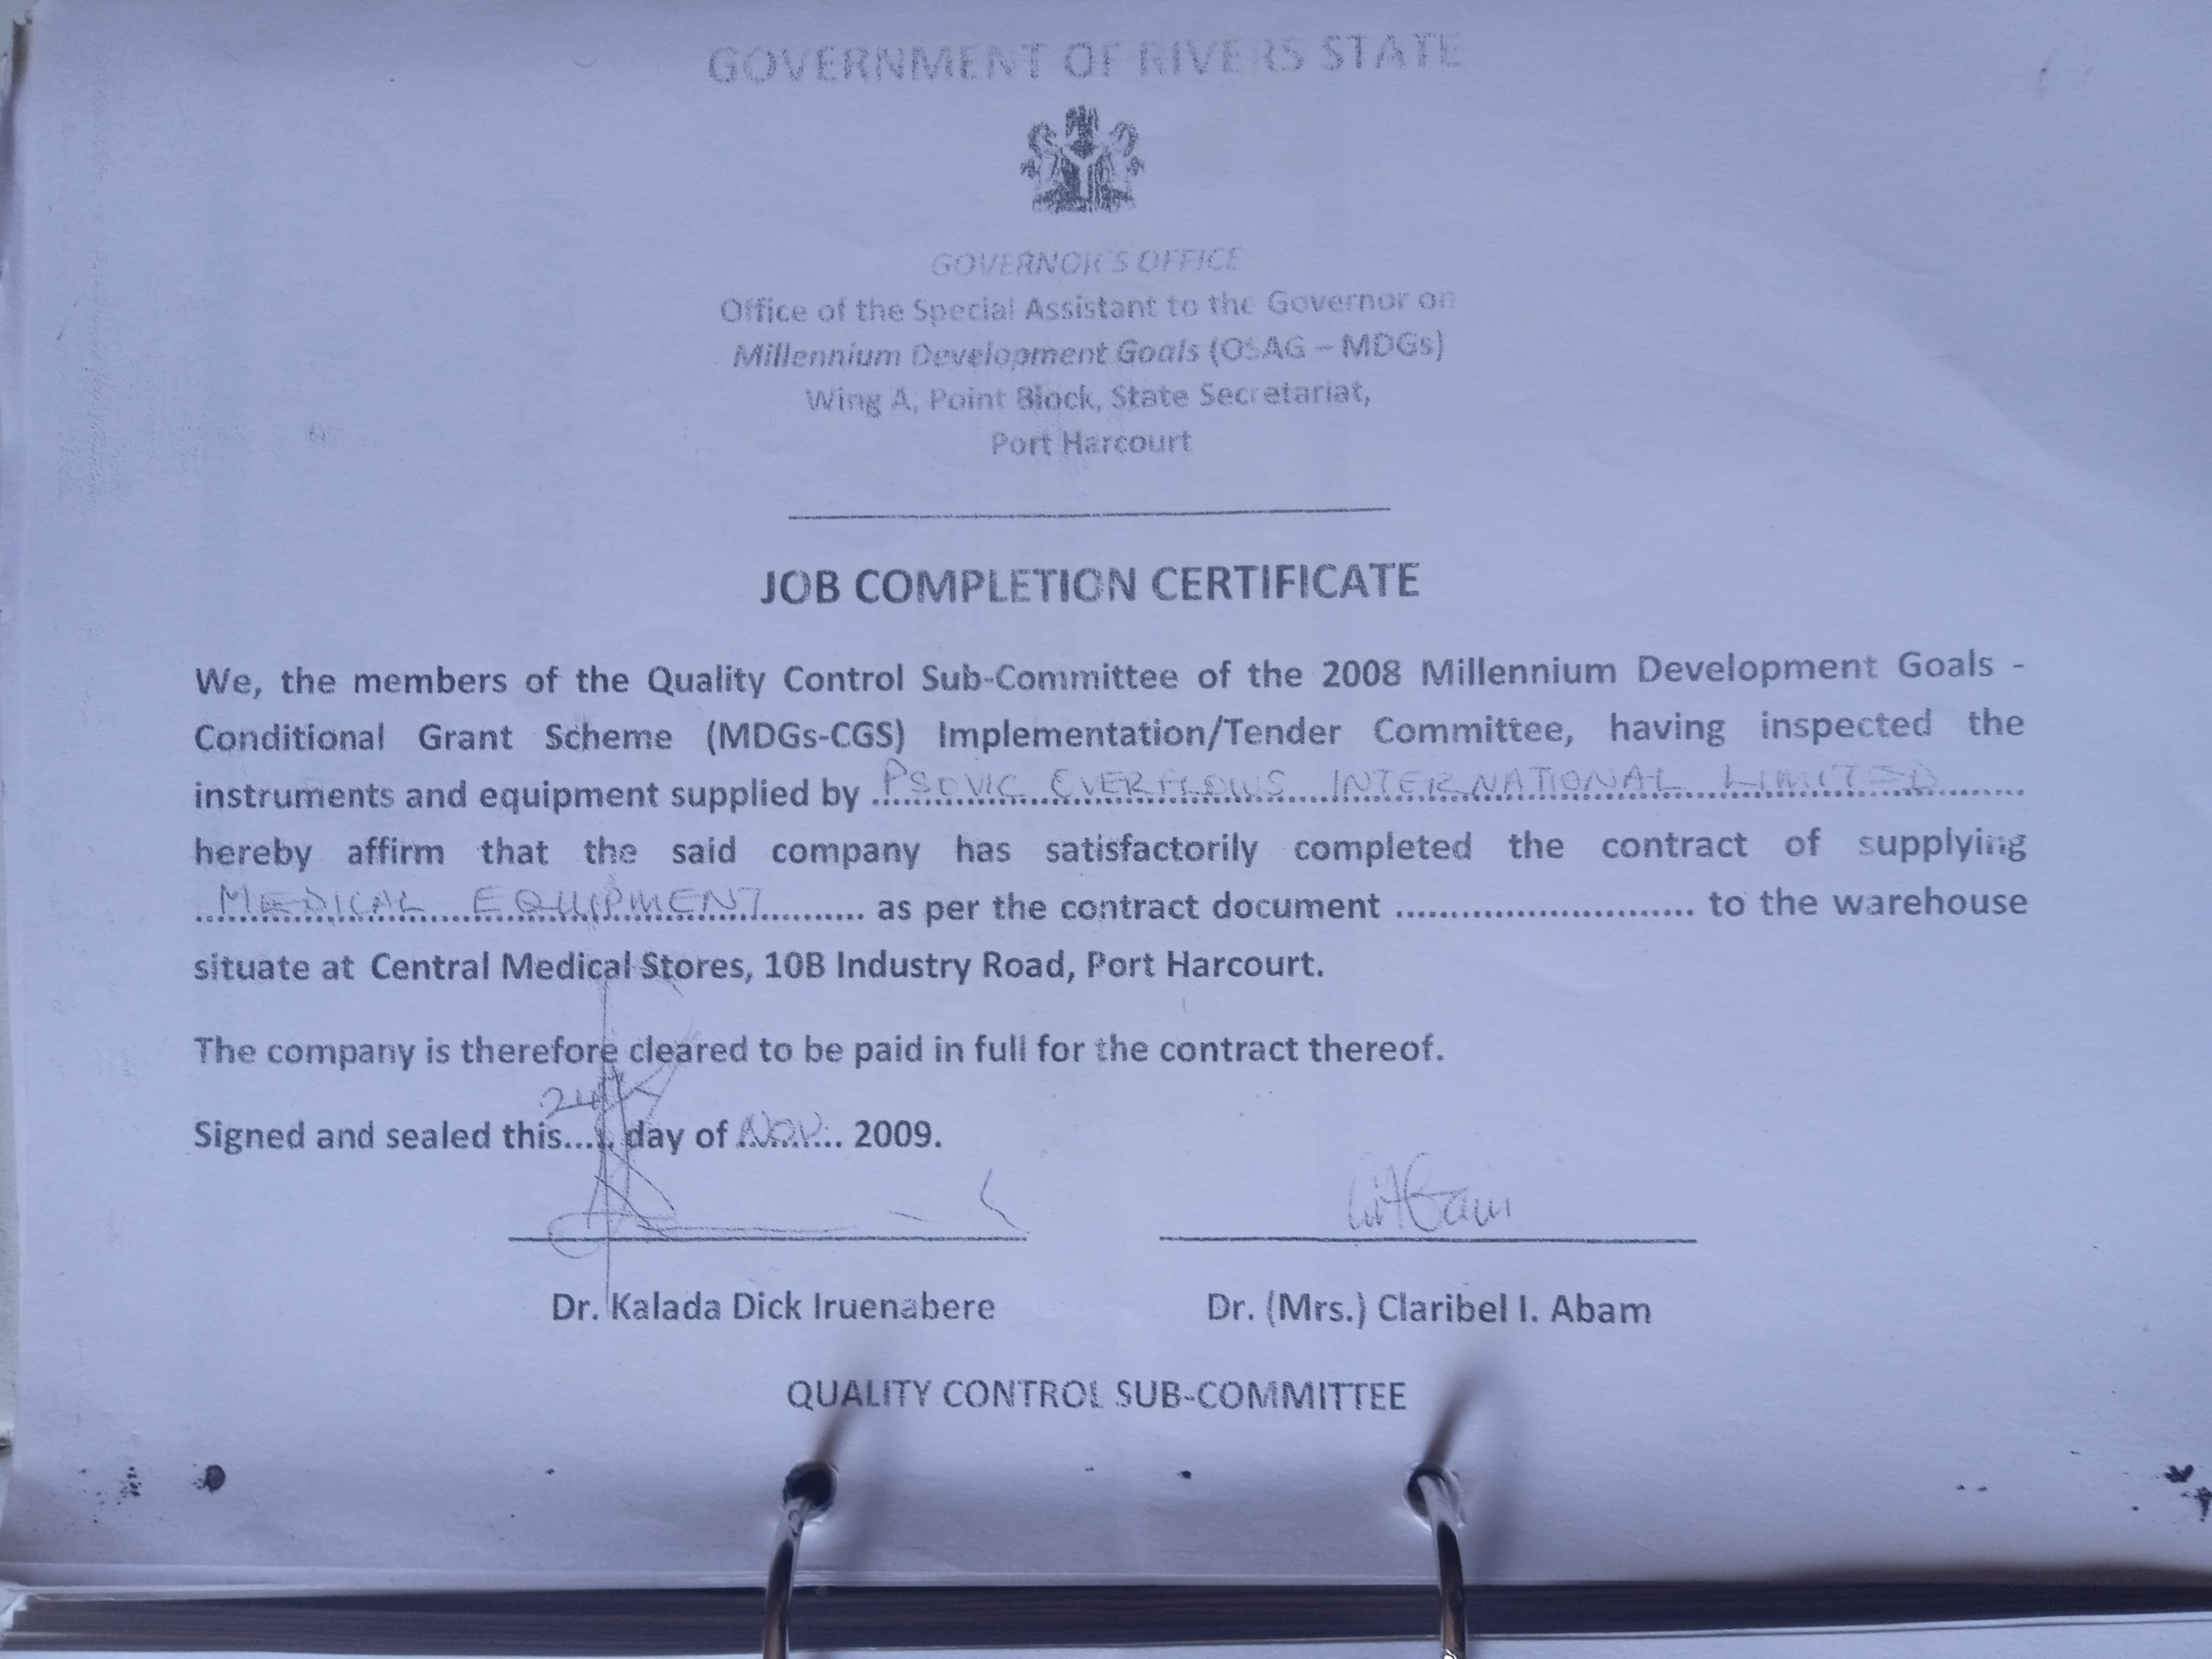 GOVERNMENT OF RIVERS STATE
GOVERNOR'S OFFICE
Office of the Special Assistant to the Governor on
Millennium Development Goals (OSAG – MDGs)
Wing A, Point Block, State Secretariat,
Port Harcourt
JOB COMPLETION CERTIFICATE
We, the members of the Quality Control Sub-Committee of the 2008 Millennium Development Goals -
Conditional Grant Scheme (MDGs-CGS) Implementation/Tender Committee, having inspected the
instruments and equipment supplied by ............ INTERNATIONAL LIMITED........
hereby affirm that the said company has satisfactorily completed the contract of supplying
...MEDICAL EQUIPMENT......... as per the contract document .............................. to the warehouse
situate at Central Medical Stores, 10B Industry Road, Port Harcourt.
The company is therefore cleared to be paid in full for the contract thereof.
Signed and sealed this...... day of NOV... 2009.
Dr. Kalada Dick Iruenabere Dr. (Mrs.) Claribel I. Abam
QUALITY CONTROL SUB-COMMITTEE